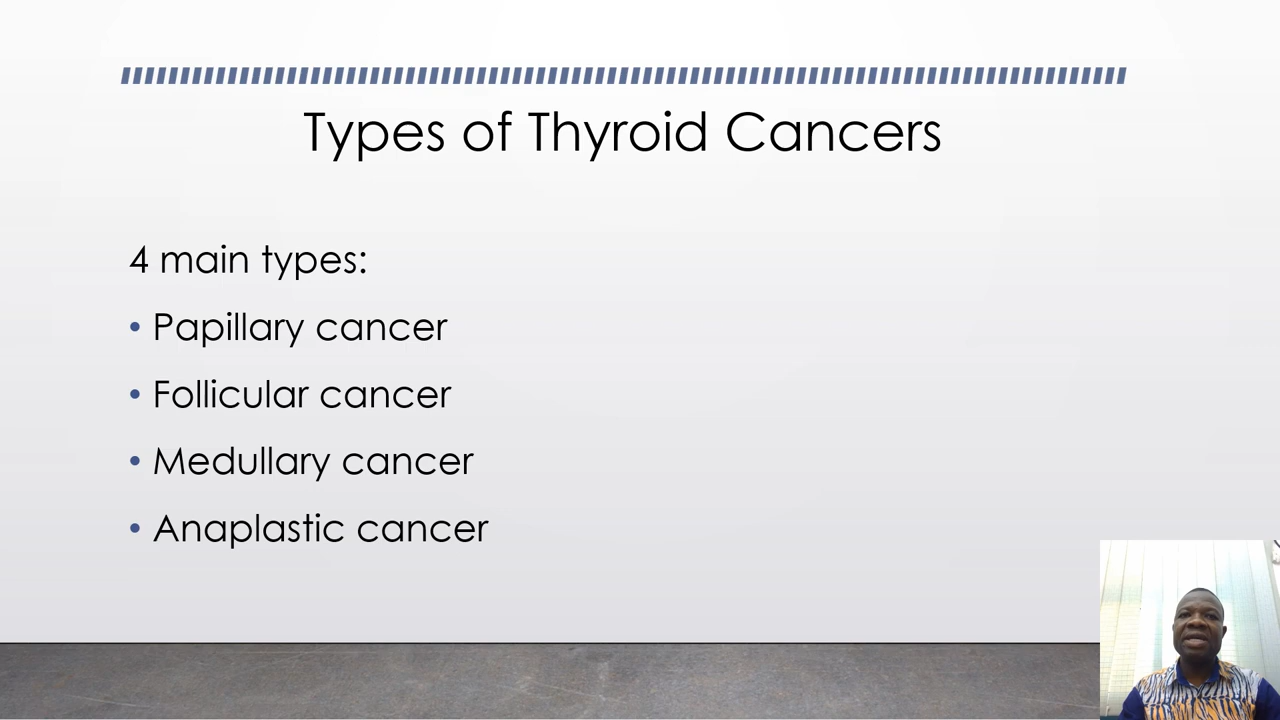 Types of Thyroid Cancers
4 main types:
• Papillary cancer
• Follicular cancer
• Medullary cancer
• Anaplastic cancer